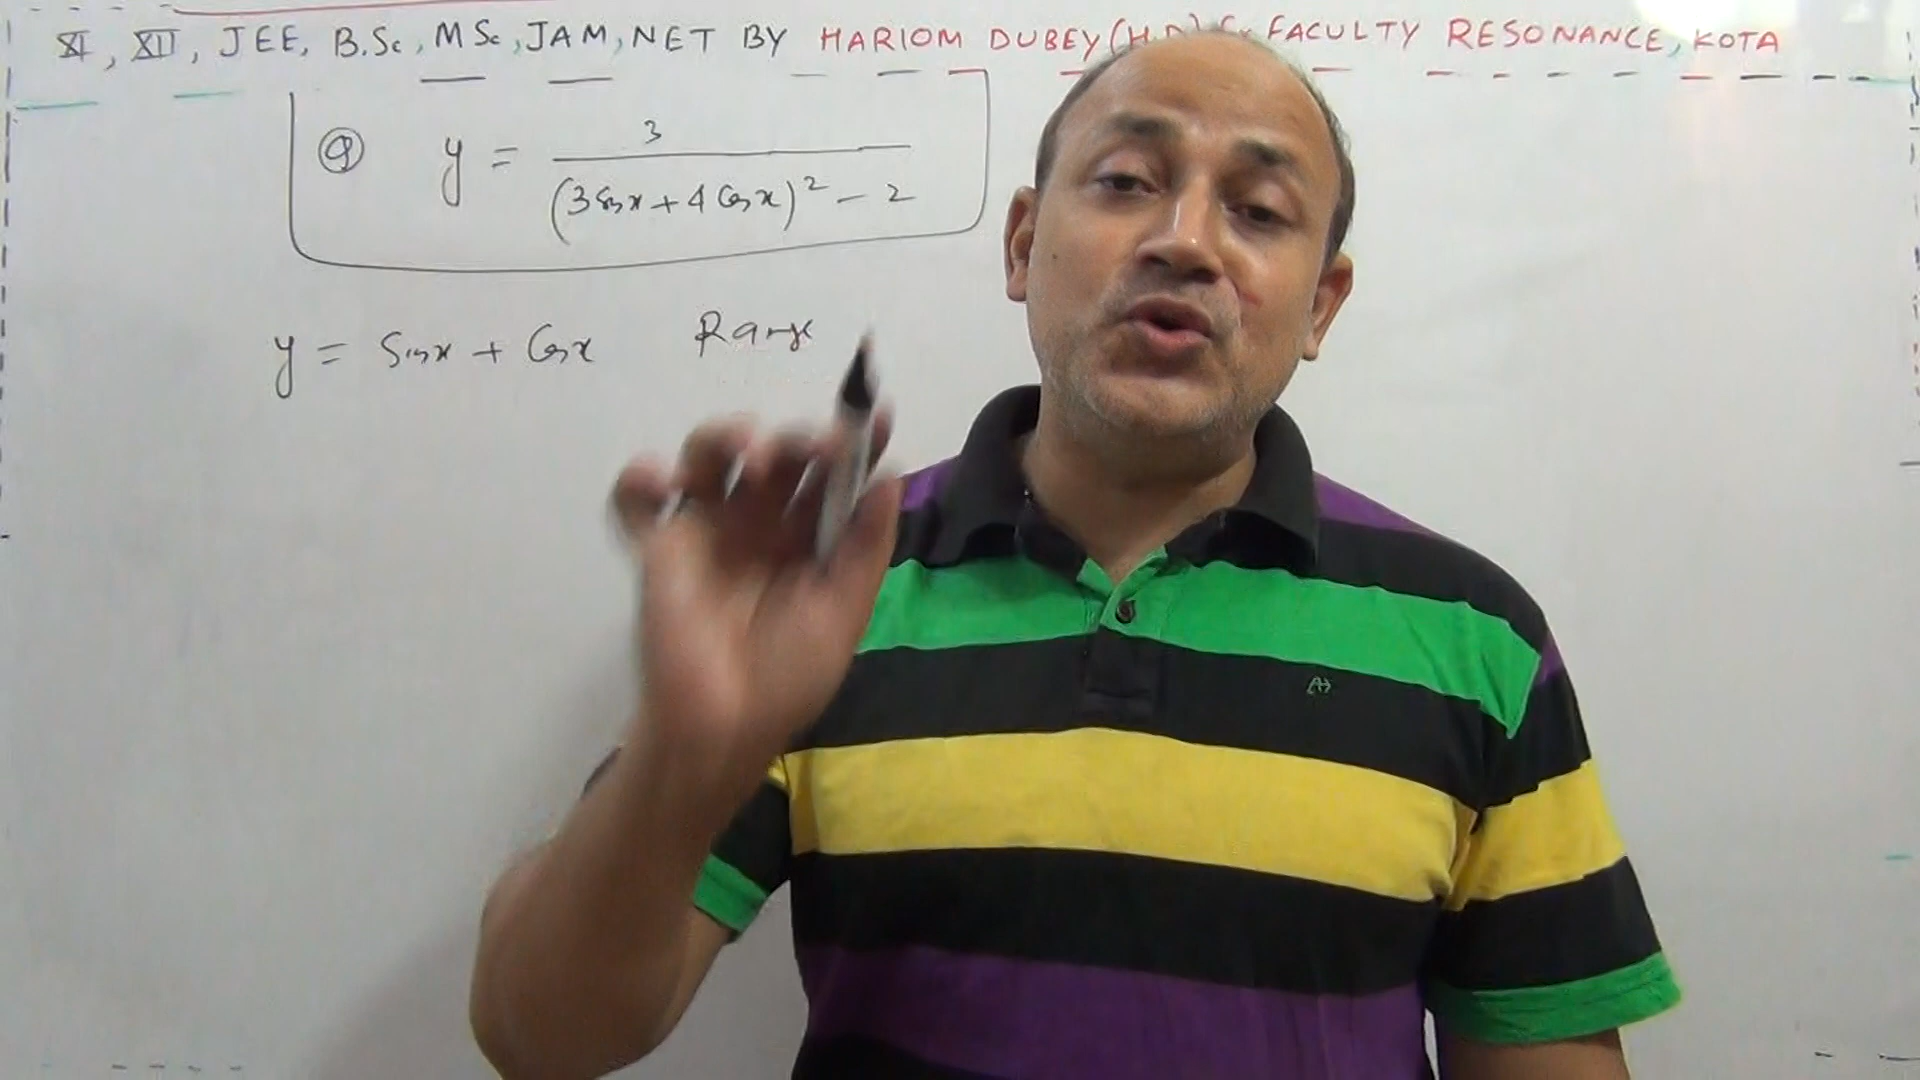 XI, XII, JEE, B.Sc, MSc, JAM, NET BY HARIOM DUBEY (H.D) FACULTY RESONANCE, KOTA
Q y = 3 / ((3 Sin x + 4 Cos x)² - 2)
y = Sin x + Cos x Range